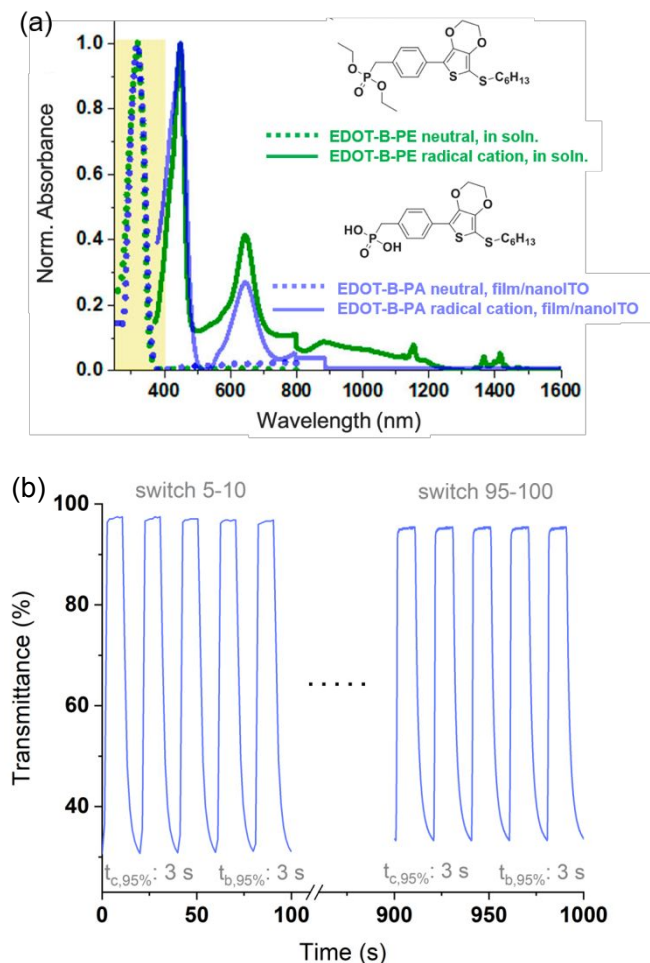 (a)
1.0
0.8
0.6
0.4
0.2
0.0
Norm. Absorbance
O
O
O
P
O
O
S
S
C6H13
EDOT-B-PE neutral, in soln.
EDOT-B-PE radical cation, in soln.
O
O
HO
P
O
OH
S
S
C6H13
EDOT-B-PA neutral, film/nanoITO
EDOT-B-PA radical cation, film/nanoITO
400 600 800 1000 1200 1400 1600
Wavelength (nm)
(b)
switch 5-10 switch 95-100
100
80
60
40
Transmittance (%)
.....
tc,95%: 3 s tb,95%: 3 s tc,95%: 3 s tb,95%: 3 s
0 50 100 900 950 1000
Time (s)